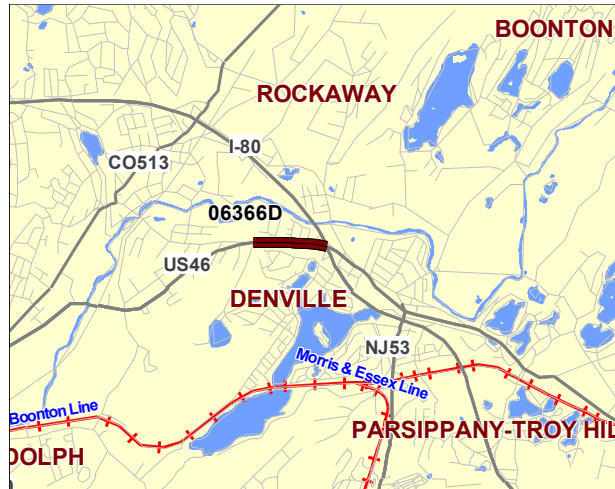 BOONTON
ROCKAWAY
I-80
CO513
06366D
US46
DENVILLE
NJ53
Morris & Essex Line
Boonton Line
PARSIPPANY-TROY HIL
DOLPH